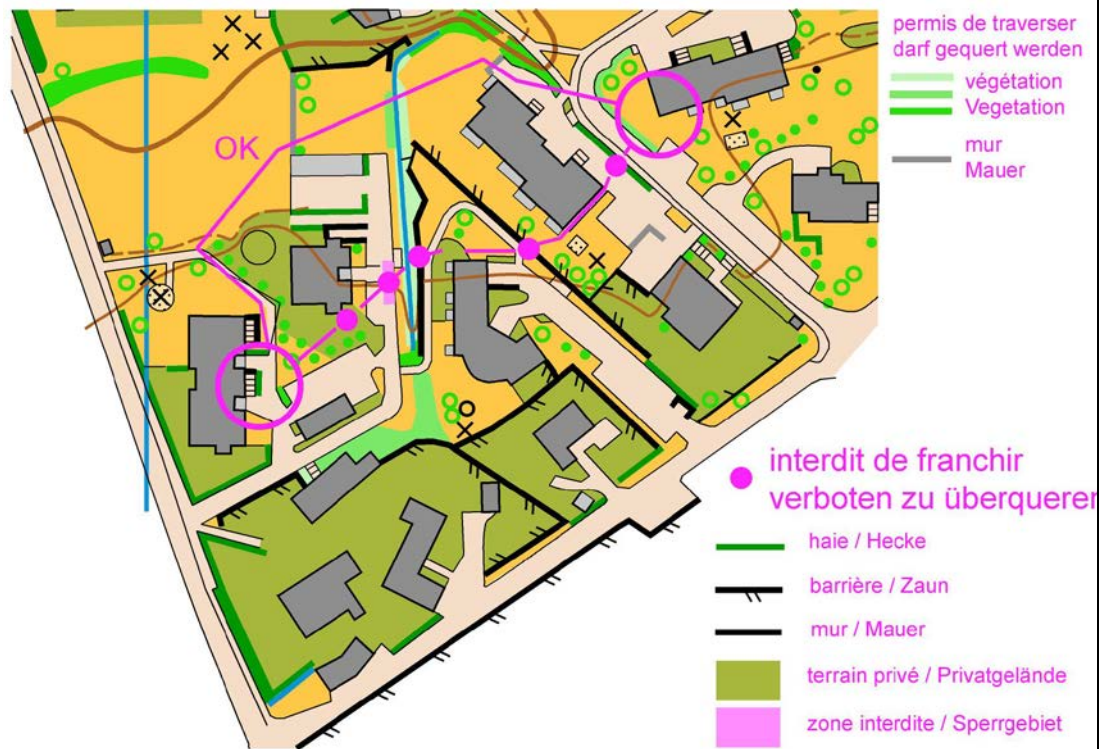 permis de traverser
darf gequert werden
végétation
Vegetation
mur
Mauer
OK
interdit de franchir
verboten zu überqueren
haie / Hecke
barrière / Zaun
mur / Mauer
terrain privé / Privatgelände
zone interdite / Sperrgebiet